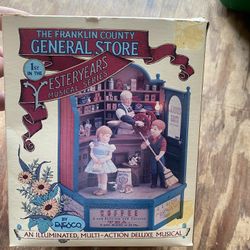 THE FRANKLIN COUNTY
GENERAL STORE
1ST IN THE
YESTERYEARS
MUSICAL SERIES
COFFEE
BY
ENESCO
AN ILLUMINATED, MULTI-ACTION DELUXE MUSICAL